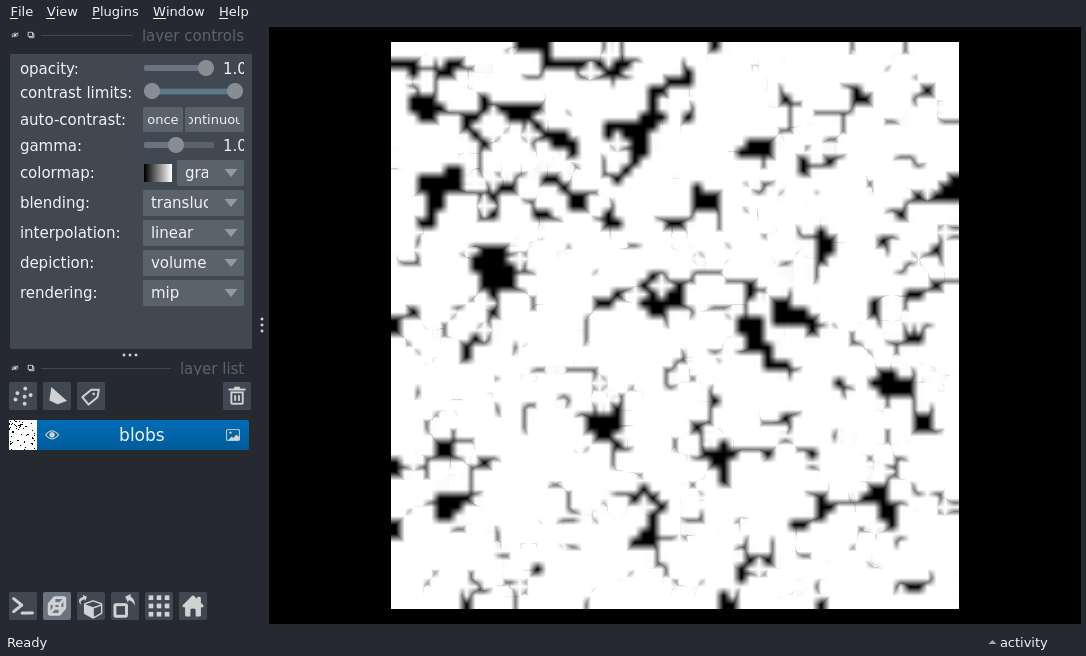 File View Plugins Window Help
layer controls
opacity: 1.0
contrast limits:
auto-contrast: once ontinuou
gamma: 1.0
colormap: gra
blending: transluc
interpolation: linear
depiction: volume
rendering: mip
layer list
blobs
Ready
activity